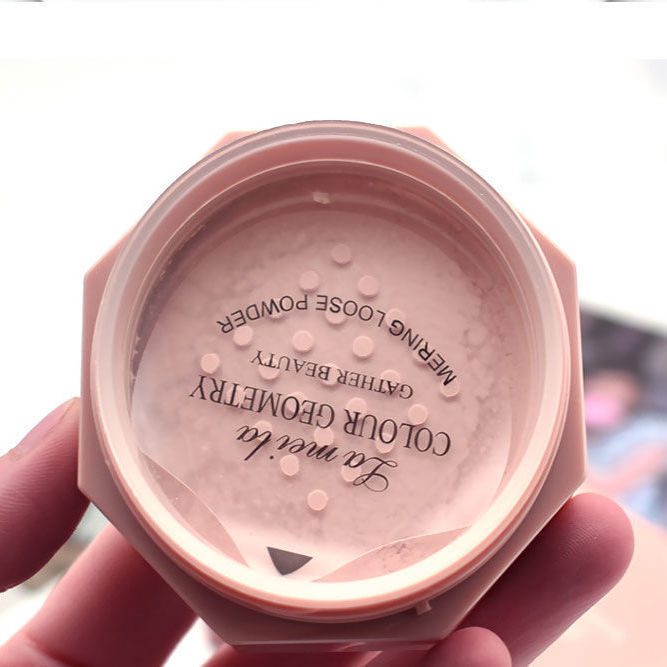 La meila
COLOUR GEOMETRY
GATHER BEAUTY
MERING LOOSE POWDER